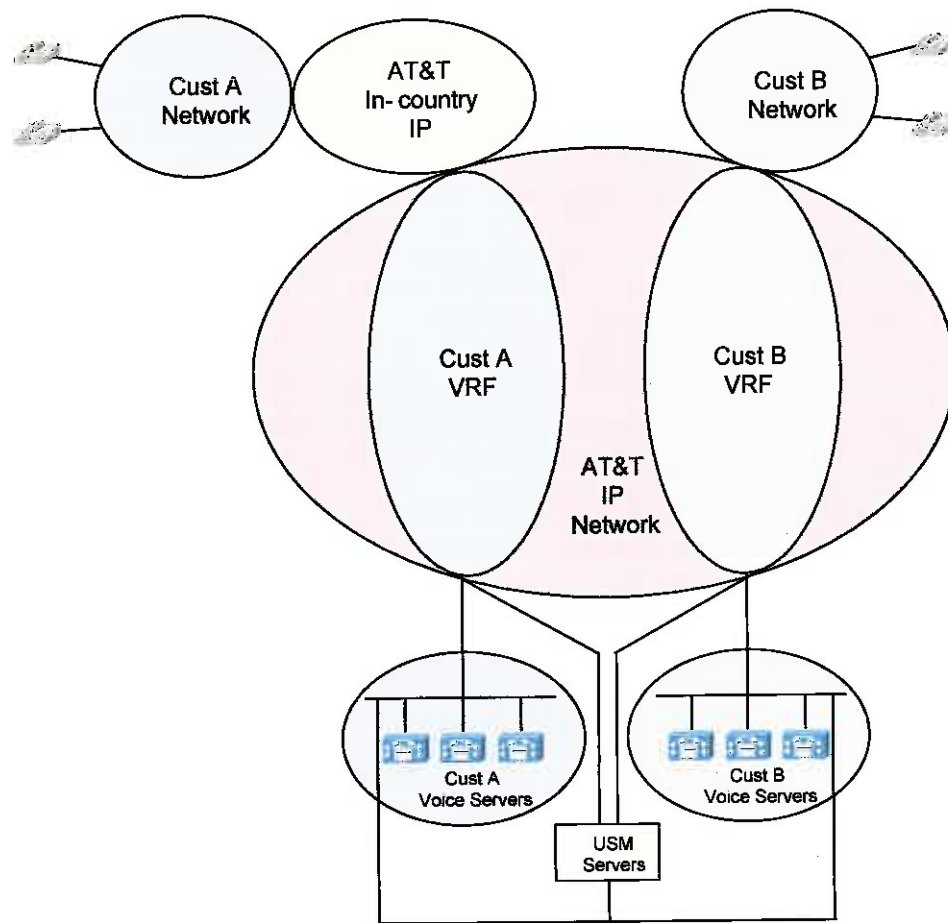 Cust A
Network
AT&T
In- country
IP
Cust B
Network
Cust A
VRF
Cust B
VRF
AT&T
IP
Network
Cust A
Voice Servers
Cust B
Voice Servers
USM
Servers